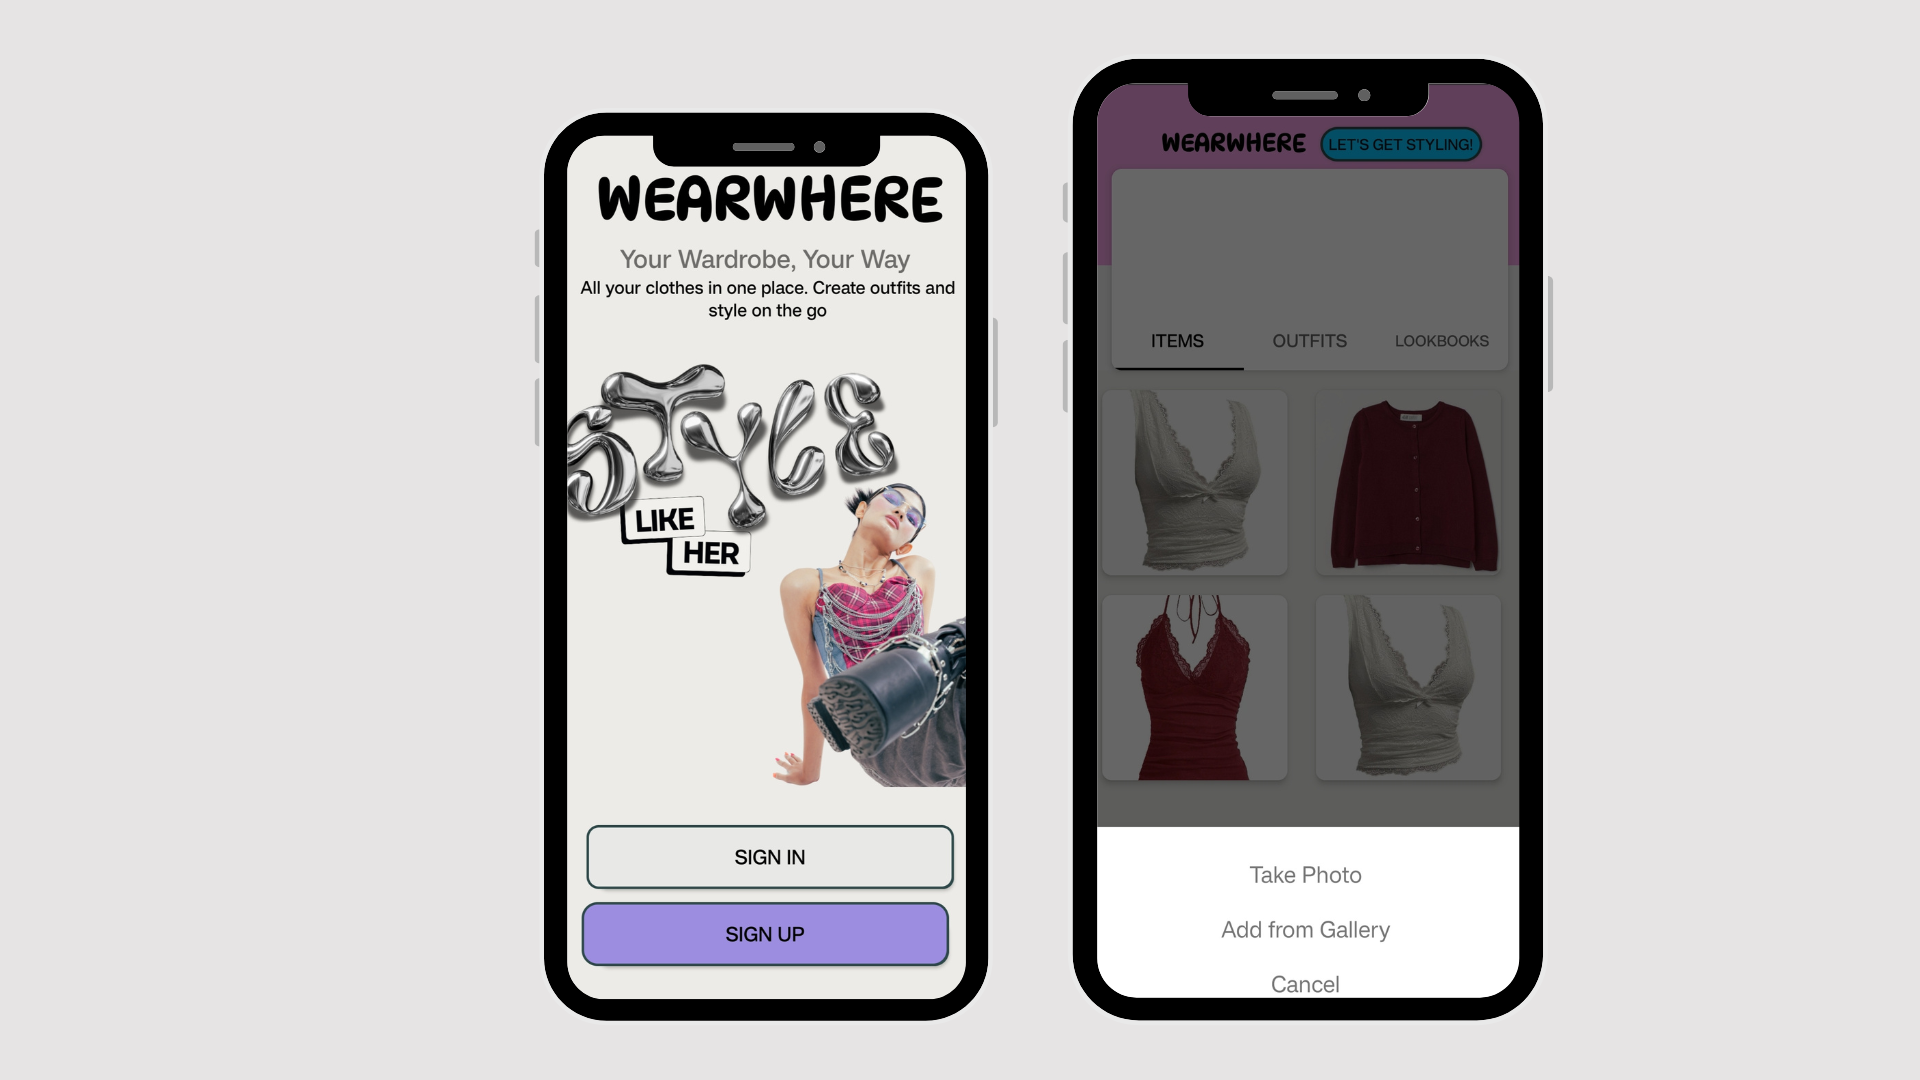 WEARWHERE
Your Wardrobe, Your Way
All your clothes in one place. Create outfits and
style on the go
STYLE
LIKE
HER
SIGN IN
SIGN UP
WEARWHERE
LET'S GET STYLING!
ITEMS
OUTFITS
LOOKBOOKS
Take Photo
Add from Gallery
Cancel